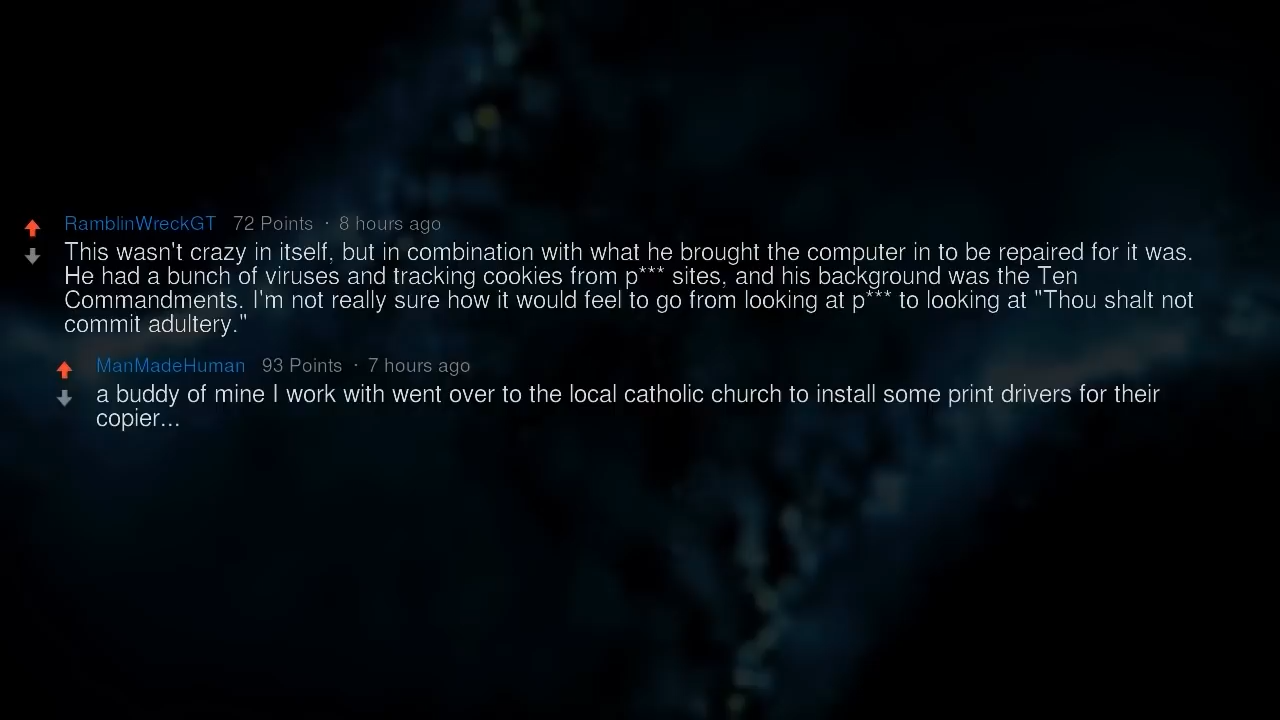 RamblinWreckGT 72 Points · 8 hours ago
This wasn't crazy in itself, but in combination with what he brought the computer in to be repaired for it was.
He had a bunch of viruses and tracking cookies from p*** sites, and his background was the Ten
Commandments. I'm not really sure how it would feel to go from looking at p*** to looking at "Thou shalt not
commit adultery."
ManMadeHuman 93 Points · 7 hours ago
a buddy of mine I work with went over to the local catholic church to install some print drivers for their
copier...